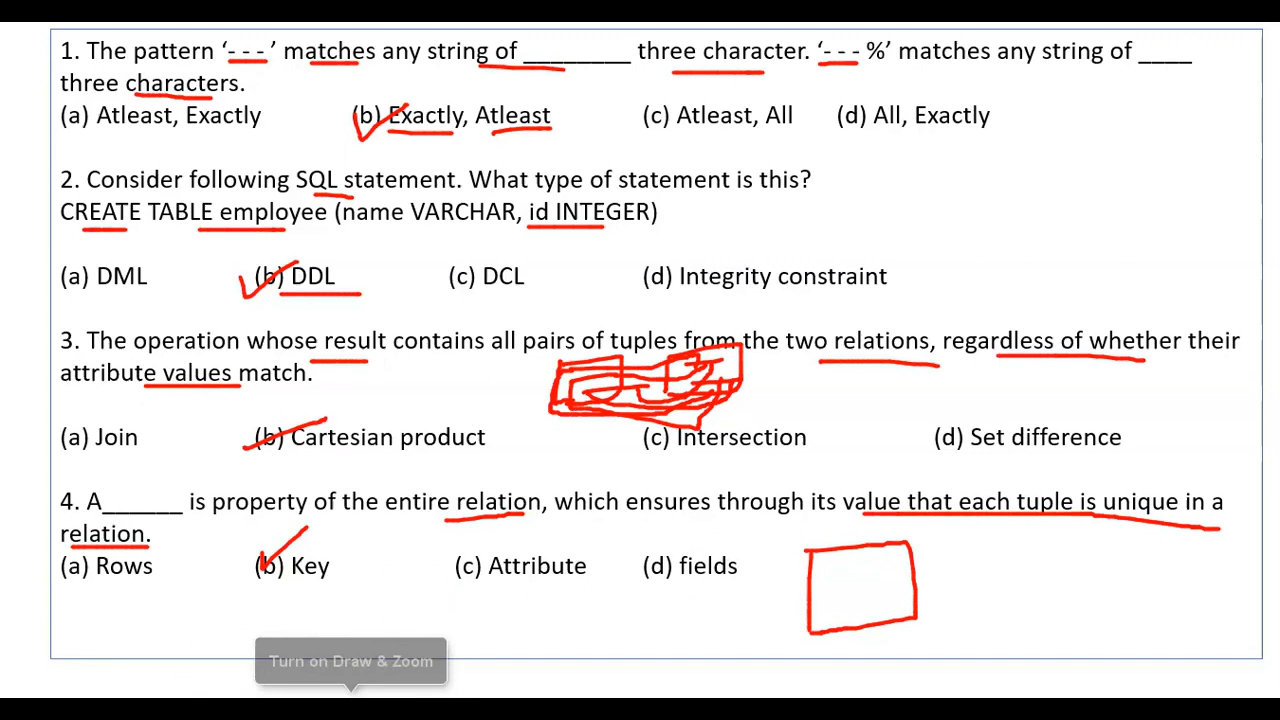 1. The pattern ‘- - - ’ matches any string of ________ three character. ‘- - - %’ matches any string of ____
three characters.
(a) Atleast, Exactly (b) Exactly, Atleast (c) Atleast, All (d) All, Exactly
2. Consider following SQL statement. What type of statement is this?
CREATE TABLE employee (name VARCHAR, id INTEGER)
(a) DML (b) DDL (c) DCL (d) Integrity constraint
3. The operation whose result contains all pairs of tuples from the two relations, regardless of whether their
attribute values match.
(a) Join (b) Cartesian product (c) Intersection (d) Set difference
4. A______ is property of the entire relation, which ensures through its value that each tuple is unique in a
relation.
(a) Rows (b) Key (c) Attribute (d) fields
Turn on Draw & Zoom